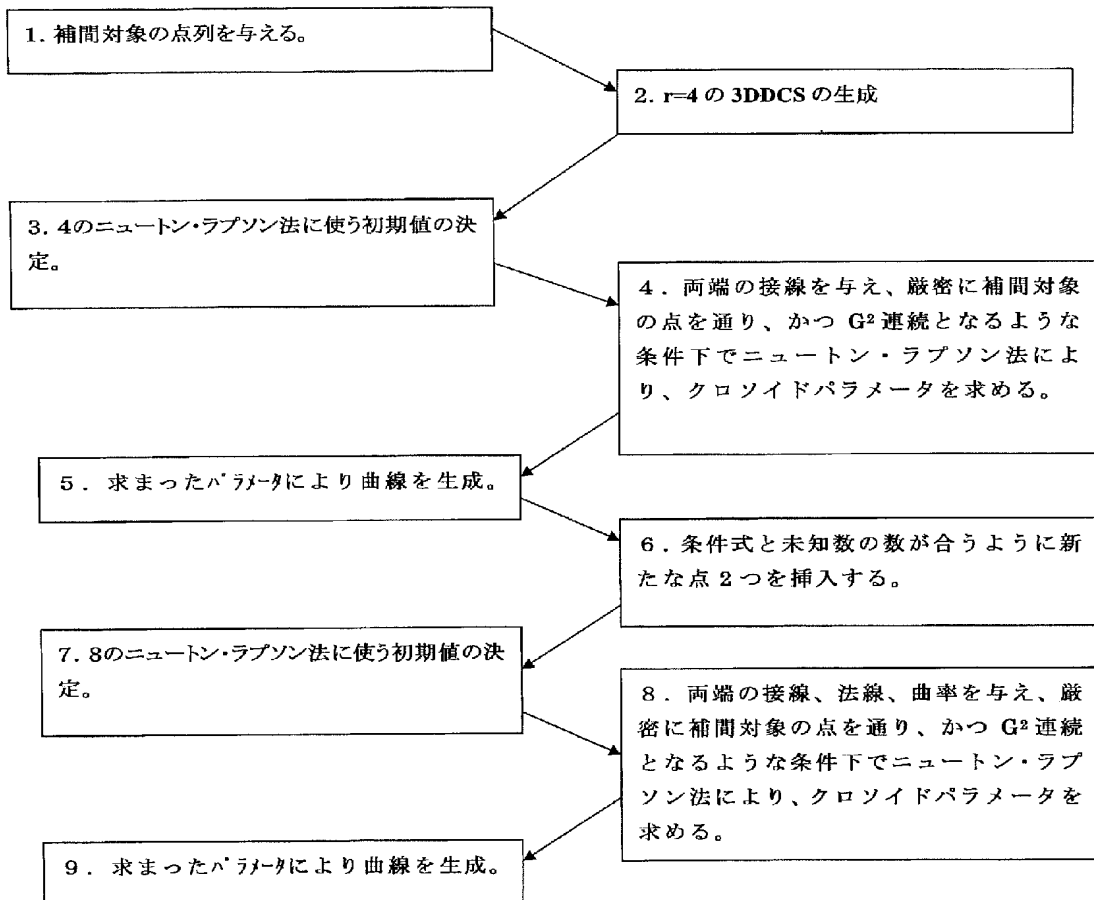 1. 補間対象の点列を与える。
2. r=4 の 3DDCS の生成
3. 4のニュートン・ラプソン法に使う初期値の決
定。
4. 両端の接線を与え、厳密に補間対象
の点を通り、かつ G² 連続となるような
条件下でニュートン・ラプソン法によ
り、クロソイドパラメータを求める。
5. 求まったパラメータにより曲線を生成。
6. 条件式と未知数の数が合うように新
たな点 2 つを挿入する。
7. 8のニュートン・ラプソン法に使う初期値の決
定。
8. 両端の接線、法線、曲率を与え、厳
密に補間対象の点を通り、かつ G² 連続
となるような条件下でニュートン・ラプ
ソン法により、クロソイドパラメータを
求める。
9. 求まったパラメータにより曲線を生成。